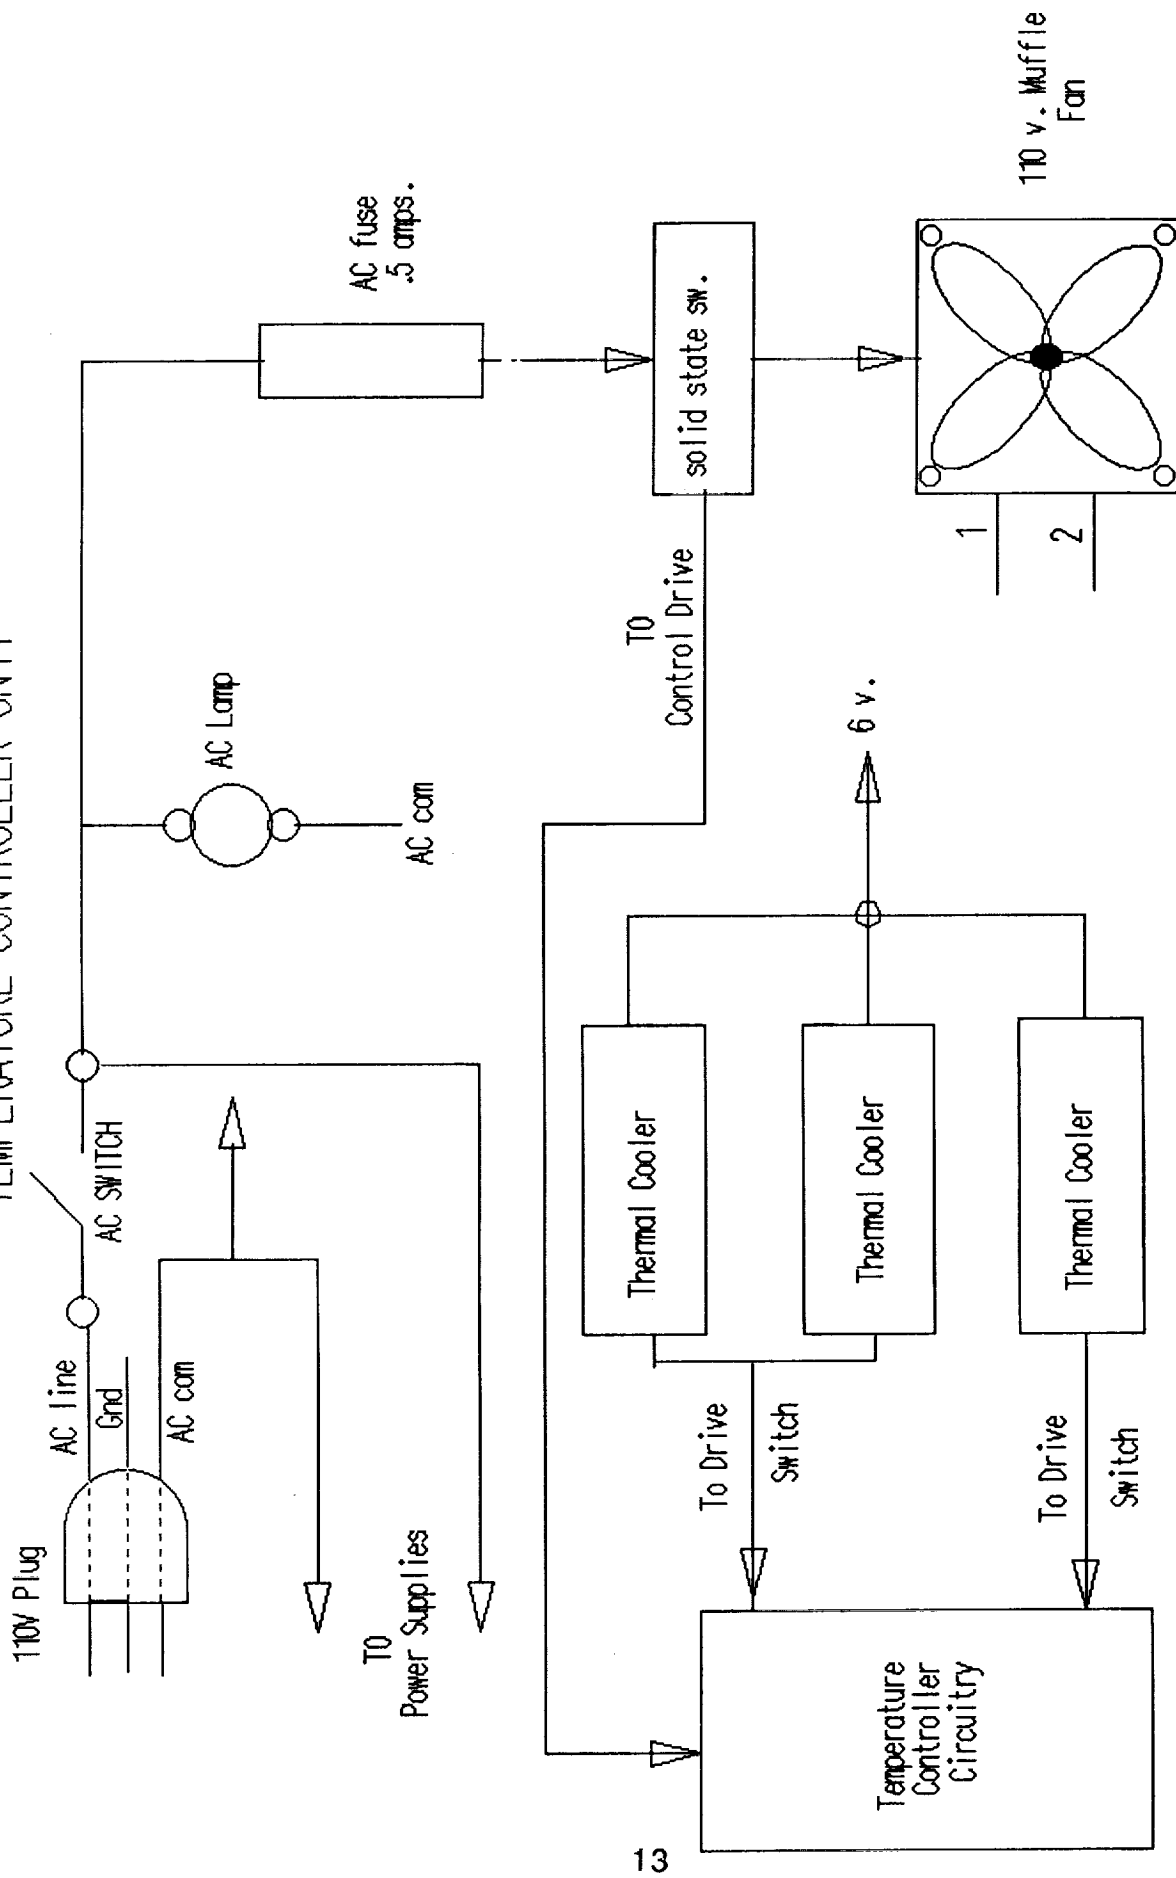 TEMPERATURE CONTROLLER UNIT
110V Plug
AC line
Gnd
AC com
AC SWITCH
TO
Power Supplies
AC Lamp
AC com
AC fuse
.5 amps.
solid state sw.
TO
Control Drive
110 v. Muffle
Fan
1
2
6 v.
Thermal Cooler
Thermal Cooler
Thermal Cooler
To Drive
Switch
To Drive
Switch
Temperature
Controller
Circuitry
13